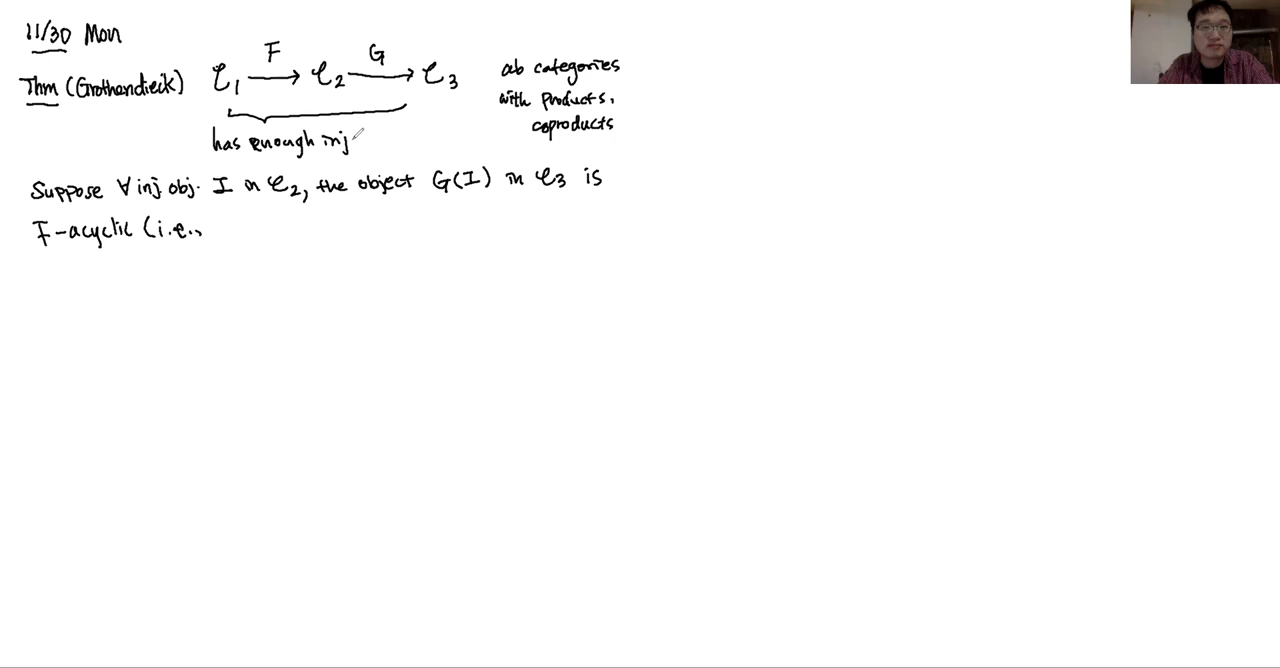 11/30 Mon
Thm (Grothendieck) C₁ →F C₂ →G C₃ ab categories
with products,
coproducts
has enough inj
Suppose ∀ inj obj. I in C₂, the object G(I) in C₃ is
F-acyclic (i.e.,